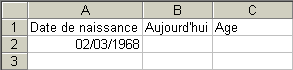 A B C
1 Date de naissance Aujourd'hui Age
2 02/03/1968
3